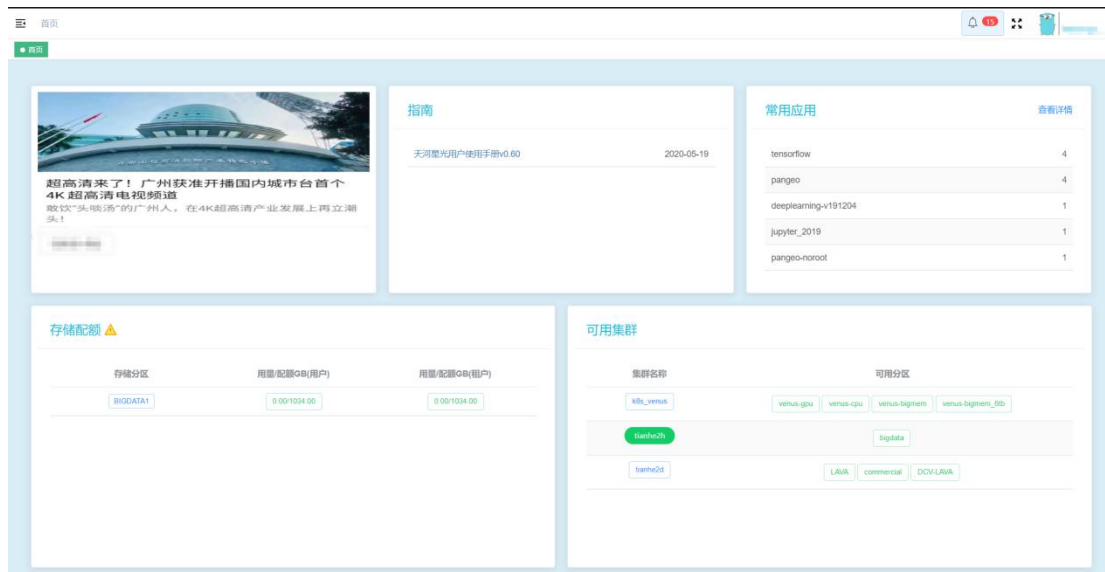 首页
15
首页
超高清来了！广州获准开播国内城市台首个
4K超高清电视频道
敢饮“头啖汤”的广州人，在4K超高清产业发展上再立潮
头！
指南
天河星光用户使用手册v0.60 2020-05-19
常用应用 查看详情
tensorflow 4
pangeo 4
deeplearning-v191204 1
jupyter_2019 1
pangeo-noroot 1
存储配额
存储分区 用量/配额GB(用户) 用量/配额GB(租户)
BIGDATA1 0.00/1034.00 0.00/1034.00
可用集群
集群名称 可用分区
k8s_venus venus-gpu venus-cpu venus-bigmem venus-bigmem_6tb
tianhe2h bigdata
tianhe2d LAVA commercial DCV-LAVA